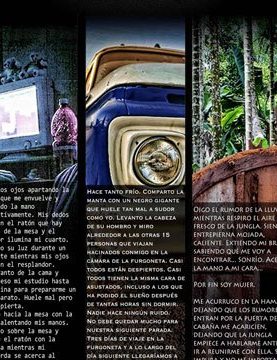 os ojos apartando la
que me envuelve y
do la mano
tivamente. Mis dedos
n el ratón que hay
de la mesa y el
r ilumina mi cuarto.
o su luz durante un
te mientras mis ojos
n el resplandor.
anto de la cama y
eso mi estudio hasta
cina para prepararme un
arato. Huele mal pero
pierta.
o hacia la mesa con la
alentando mis manos.
o sobre la mesa y
el ratón con la
a mientras mi
Hace tanto frío. Comparto la
manta con un negro gigante
que huele tan mal a sudor
como yo. Levanto la cabeza
de su hombro y miro
alrededor a las otras 15
personas que viajan
hacinados conmigo en la
cámara de la furgoneta. Casi
todos están despiertos. Casi
todos tienen la misma cara de
asustados, incluso a los que
ha podido el sueño después
de tantas horas sin dormir.
Nadie hace ningún ruido.
No debe quedar mucho para
nuestra siguiente parada.
Tres días de viaje en la
furgoneta y a lo largo del
día siguiente llegaríamos a
Oigo el rumor de la lluv
mientras respiro el aire
fresco de la jungla. Sien
entrepierna mojada,
caliente. Extiendo mi br
sabiendo que me voy a
encontrar... Sonrío. Ace
la mano a mi cara.
Por fin soy mujer.
Me acurruco en la ham
dejando que los rumore
entran por la puerta de
cabaña me acaricien,
dejando que la jungla
empiece a hablarme ant
ir a reunirme con el